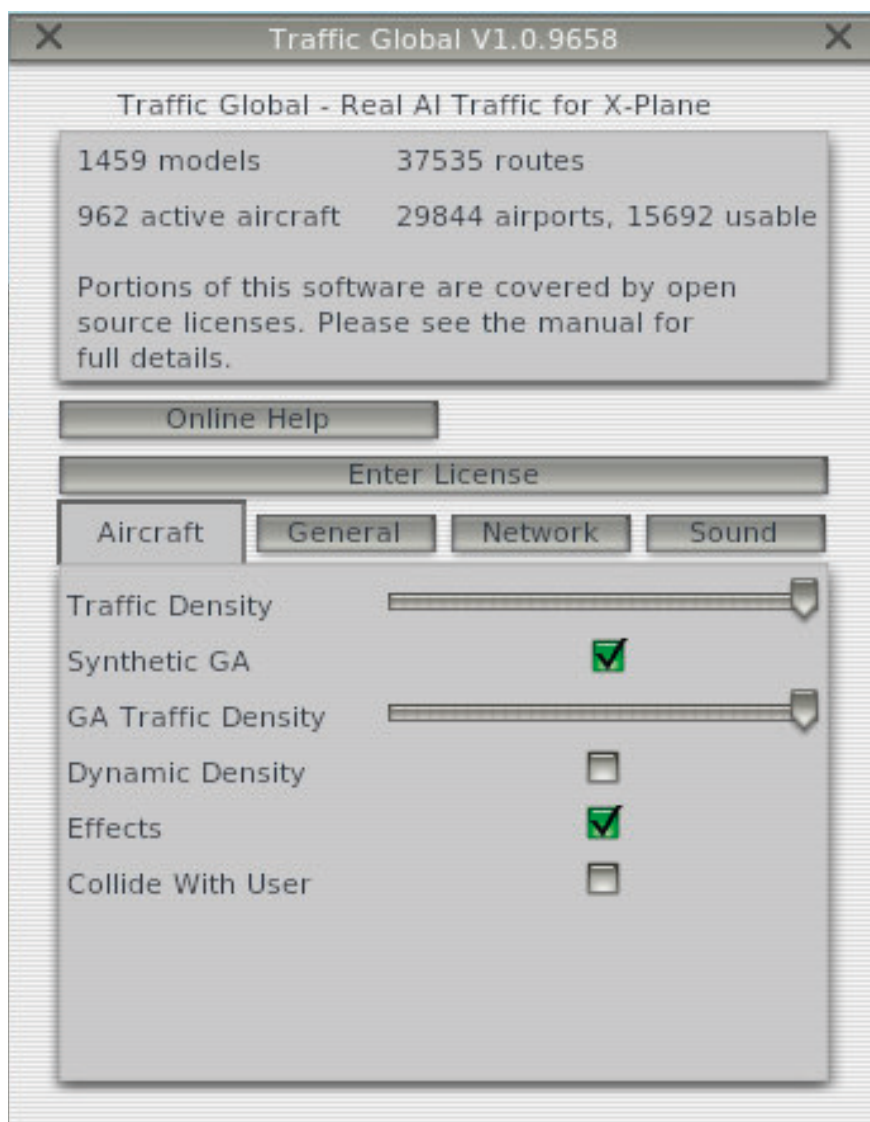 Traffic Global V1.0.9658
Traffic Global - Real AI Traffic for X-Plane
1459 models 37535 routes
962 active aircraft 29844 airports, 15692 usable
Portions of this software are covered by open
source licenses. Please see the manual for
full details.
Online Help
Enter License
Aircraft General Network Sound
Traffic Density
Synthetic GA
GA Traffic Density
Dynamic Density
Effects
Collide With User